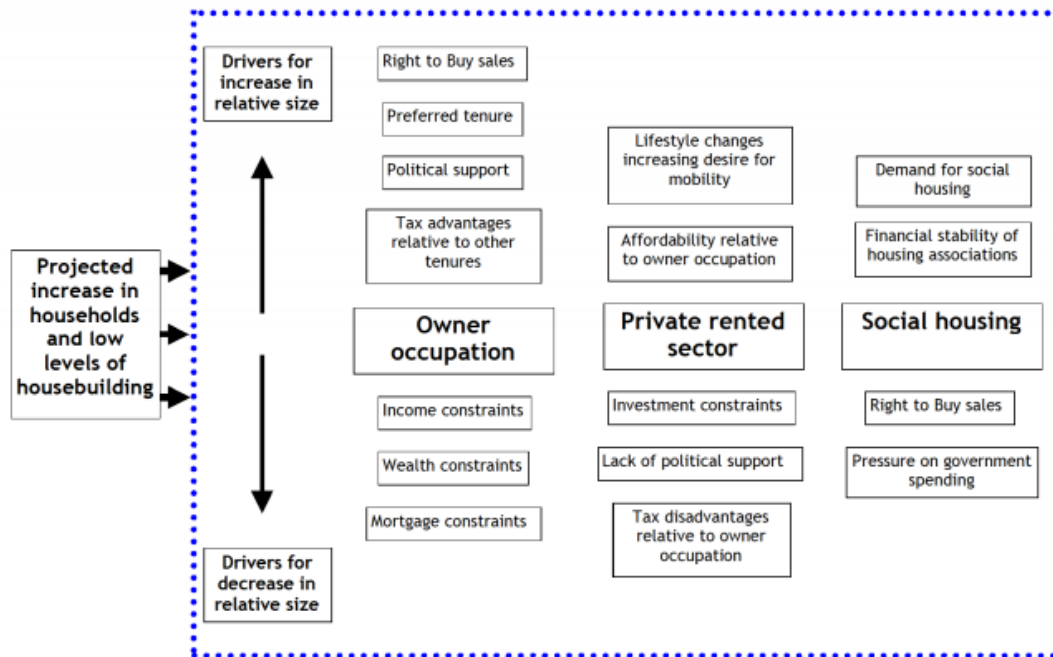 Projected
increase in
households
and low
levels of
housebuilding
Drivers for
increase in
relative size
Drivers for
decrease in
relative size
Right to Buy sales
Preferred tenure
Political support
Tax advantages
relative to other
tenures
Owner
occupation
Income constraints
Wealth constraints
Mortgage constraints
Lifestyle changes
increasing desire for
mobility
Affordability relative
to owner occupation
Private rented
sector
Investment constraints
Lack of political support
Tax disadvantages
relative to owner
occupation
Demand for social
housing
Financial stability of
housing associations
Social housing
Right to Buy sales
Pressure on government
spending